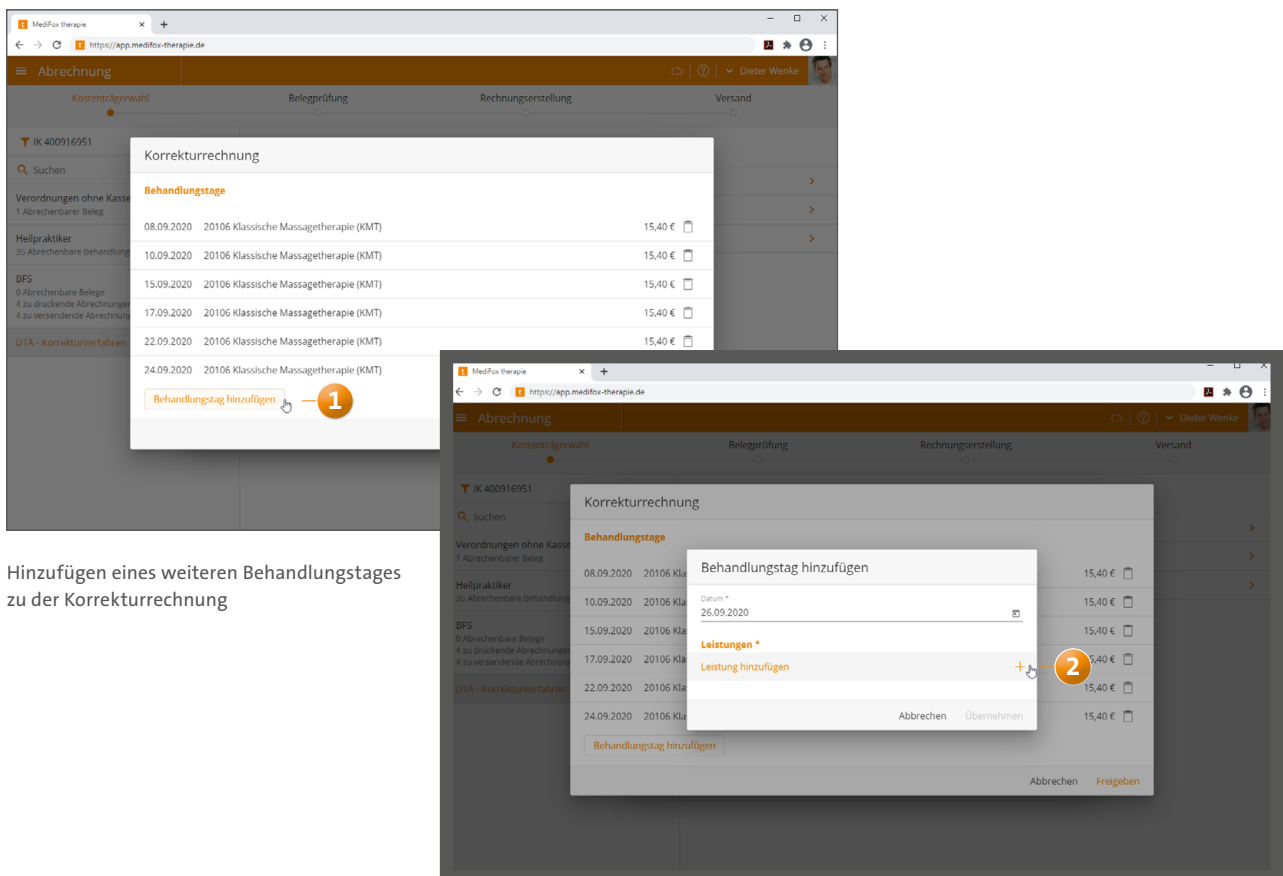 MediFox therapie
https://app.medifox-therapie.de
Abrechnung
Dieter Wenke
Kostenträgerwahl
Belegprüfung
Rechnungserstellung
Versand
IK 400916951
Suchen
Verordnungen ohne Kasse
1 Abrechenbarer Beleg
Heilpraktiker
35 Abrechenbare Behandlung
BFS
0 Abrechenbare Belege
4 zu druckende Abrechnungen
4 zu versendende Abrechnung
DTA - Korrekturverfahren
Korrekturrechnung
Behandlungstage
08.09.2020 20106 Klassische Massagetherapie (KMT) 15,40 €
10.09.2020 20106 Klassische Massagetherapie (KMT) 15,40 €
15.09.2020 20106 Klassische Massagetherapie (KMT) 15,40 €
17.09.2020 20106 Klassische Massagetherapie (KMT) 15,40 €
22.09.2020 20106 Klassische Massagetherapie (KMT) 15,40 €
24.09.2020 20106 Klassische Massagetherapie (KMT)
Behandlungstag hinzufügen
1
Hinzufügen eines weiteren Behandlungstages
zu der Korrekturrechnung
MediFox therapie
https://app.medifox-therapie.de
Abrechnung
Dieter Wenke
Kostenträgerwahl
Belegprüfung
Rechnungserstellung
Versand
IK 400916951
Suchen
Verordnungen ohne Kasse
1 Abrechenbarer Beleg
Heilpraktiker
35 Abrechenbare Behandlung
BFS
0 Abrechenbare Belege
4 zu druckende Abrechnungen
4 zu versendende Abrechnung
DTA - Korrekturverfahren
Korrekturrechnung
Behandlungstage
08.09.2020 20106 Kla 15,40 €
10.09.2020 20106 Kla 15,40 €
15.09.2020 20106 Kla 15,40 €
17.09.2020 20106 Kla 5,40 €
22.09.2020 20106 Kla 15,40 €
24.09.2020 20106 Kla 15,40 €
Behandlungstag hinzufügen
Abbrechen Freigeben
Behandlungstag hinzufügen
Datum *
26.09.2020
Leistungen *
Leistung hinzufügen
2
Abbrechen Übernehmen